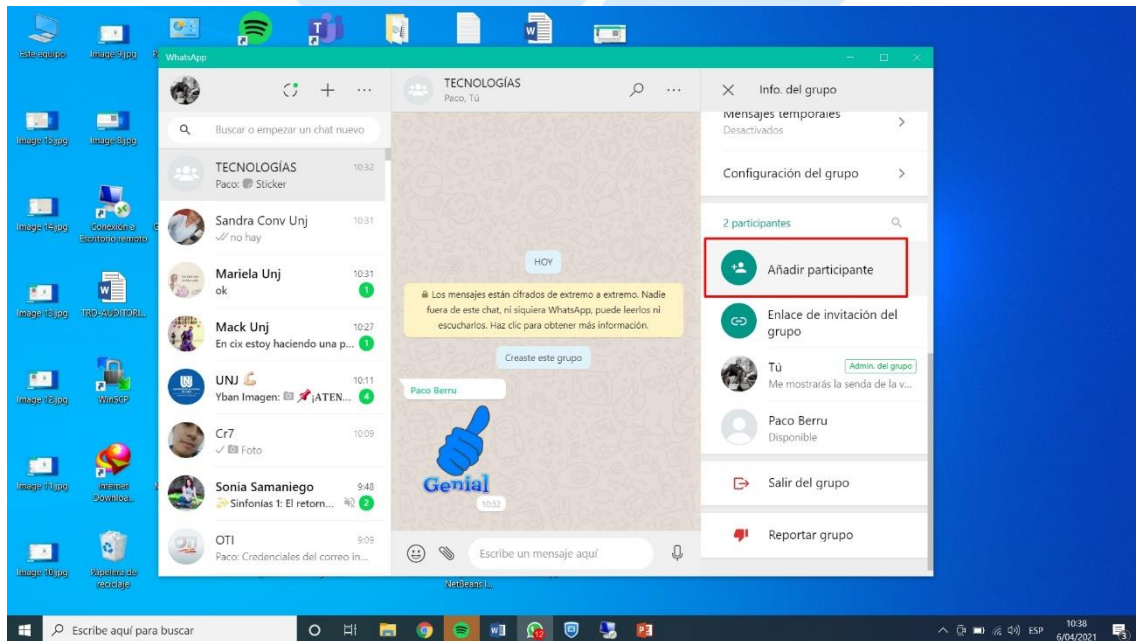 Este equipo
Image 9.jpg
WhatsApp
Image 15.jpg
Image 8.jpg
Image 14.jpg
Conexión a
Escritorio remoto
Image 13.jpg
TRD-AUDITORI...
Image 12.jpg
WinSCP
Image 11.jpg
Internet
Downloa...
Image 10.jpg
Papelera de
reciclaje
NetBeans I...
Buscar o empezar un chat nuevo
TECNOLOGÍAS 10:32
Paco: Sticker
Sandra Conv Unj 10:31
no hay
Mariela Unj 10:31
ok 1
Mack Unj 10:27
En cix estoy haciendo una p... 1
UNJ 💪 10:11
Yban Imagen: 📷 📌¡ATEN... 4
Cr7 10:09
Foto
Sonia Samaniego 9:48
Sinfonías 1: El retorn... 2
OTI 9:09
Paco: Credenciales del correo in...
TECNOLOGÍAS
Paco, Tú
HOY
Los mensajes están cifrados de extremo a extremo. Nadie
fuera de este chat, ni siquiera WhatsApp, puede leerlos ni
escucharlos. Haz clic para obtener más información.
Creaste este grupo
Paco Berru
Genial
10:32
Escribe un mensaje aquí
Info. del grupo
Mensajes temporales
Desactivados
Configuración del grupo
2 participantes
Añadir participante
Enlace de invitación del
grupo
Tú Admin. del grupo
Me mostrarás la senda de la v...
Paco Berru
Disponible
Salir del grupo
Reportar grupo
Escribe aquí para buscar
ESP
10:38
6/04/2021